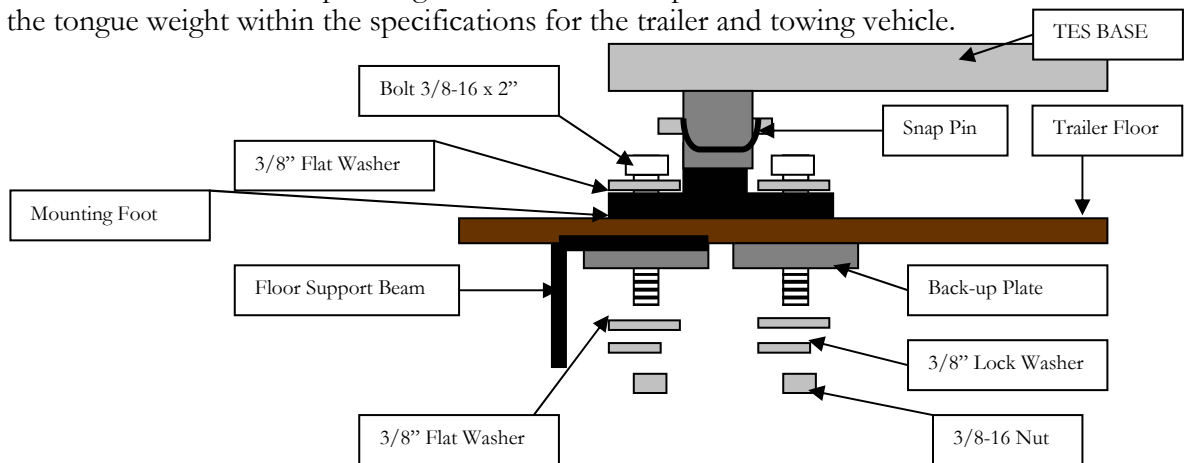 the tongue weight within the specifications for the trailer and towing vehicle.
TES BASE
Bolt 3/8-16 x 2”
Snap Pin
Trailer Floor
3/8” Flat Washer
Mounting Foot
Floor Support Beam
Back-up Plate
3/8” Lock Washer
3/8” Flat Washer
3/8-16 Nut